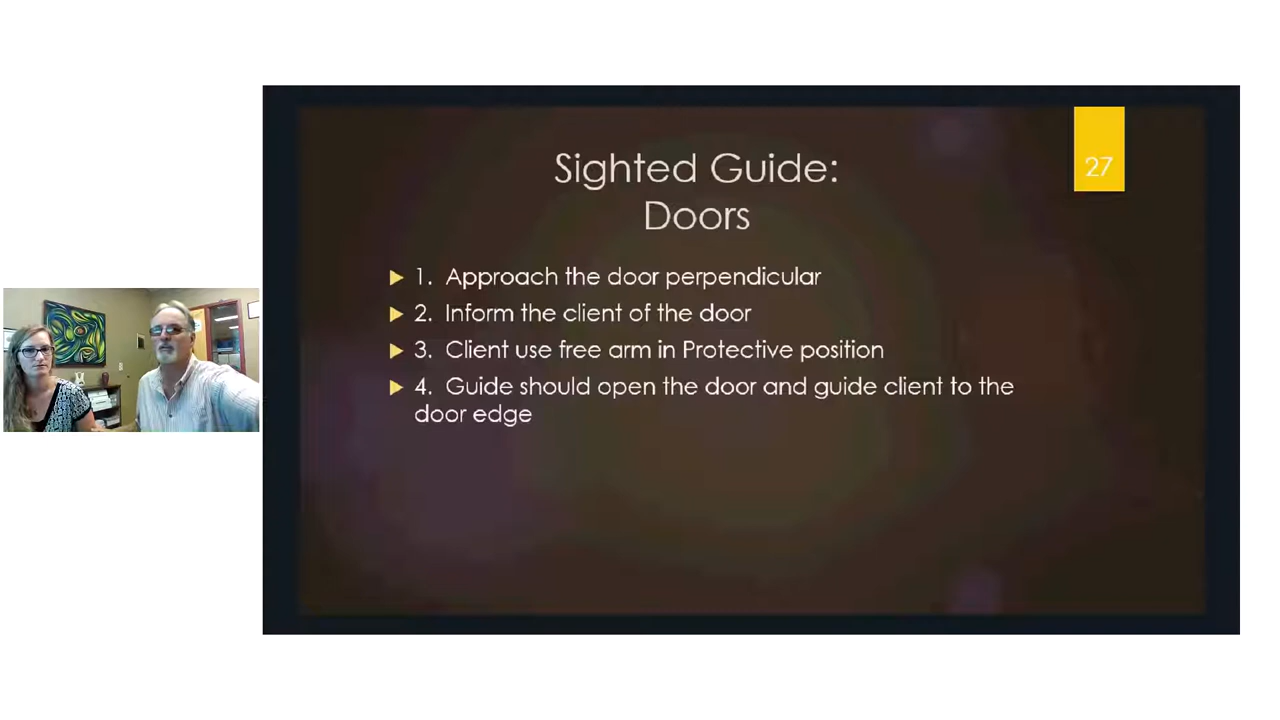 Sighted Guide:
Doors
27
1. Approach the door perpendicular
2. Inform the client of the door
3. Client use free arm in Protective position
4. Guide should open the door and guide client to the
door edge